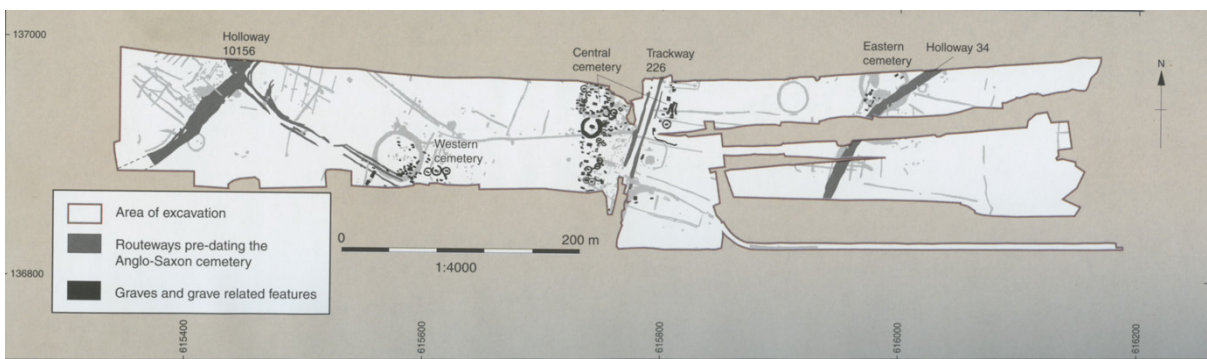 137000
Holloway
10156
Central
cemetery
Trackway
226
Eastern
cemetery
Holloway 34
N
Western
cemetery
Area of excavation
Routeways pre-dating the
Anglo-Saxon cemetery
Graves and grave related features
0
200 m
1:4000
136800
615400
615600
615800
616000
616200